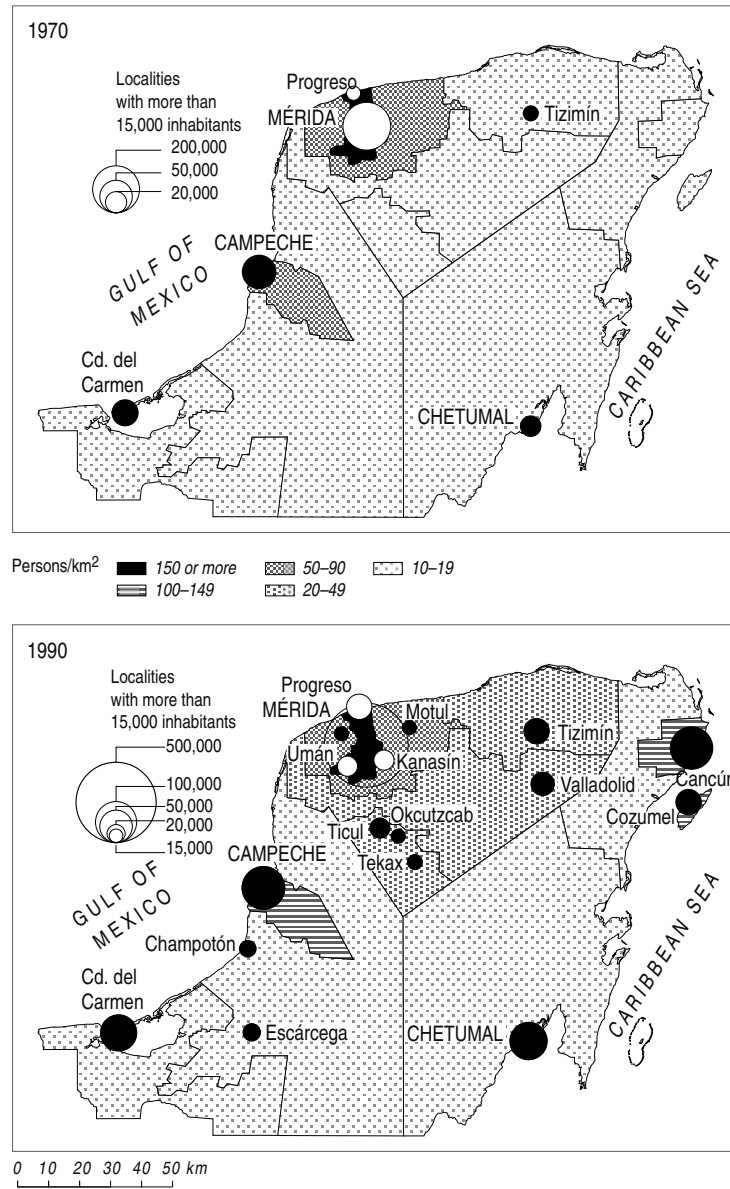 1970
Localities
with more than
15,000 inhabitants
200,000
50,000
20,000
Progreso
MÉRIDA
Tizimín
CAMPECHE
GULF OF
MEXICO
Cd. del
Carmen
CHETUMAL
CARIBBEAN SEA
Persons/km2
150 or more
50–90
10–19
100–149
20–49
1990
Localities
with more than
15,000 inhabitants
500,000
100,000
50,000
20,000
15,000
Progreso
MÉRIDA
Motul
Tizimín
Umán
Kanasín
Cancún
Valladolid
Cozumel
Okcutzcab
Ticul
Tekax
CAMPECHE
GULF OF
MEXICO
Champotón
Cd. del
Carmen
Escárcega
CHETUMAL
CARIBBEAN SEA
0 10 20 30 40 50 km